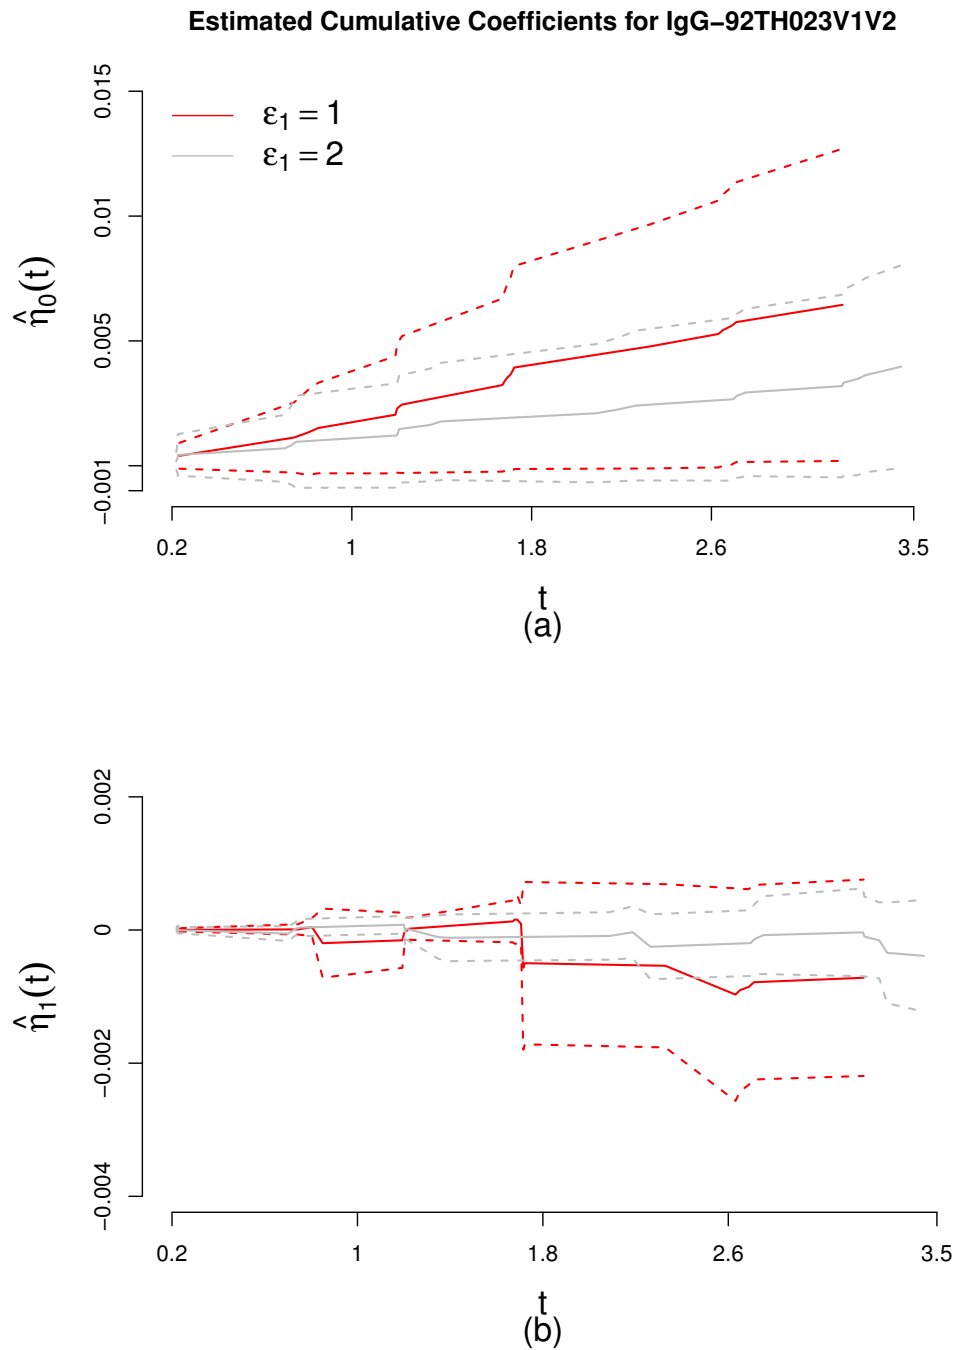 Estimated Cumulative Coefficients for IgG−92TH023V1V2
0.015
0.01
0.005
−0.001
η̂₀(t)
ε₁ = 1
ε₁ = 2
0.2 1 1.8 2.6 3.5
t
(a)
0.002
0
−0.002
−0.004
η̂₁(t)
0.2 1 1.8 2.6 3.5
t
(b)